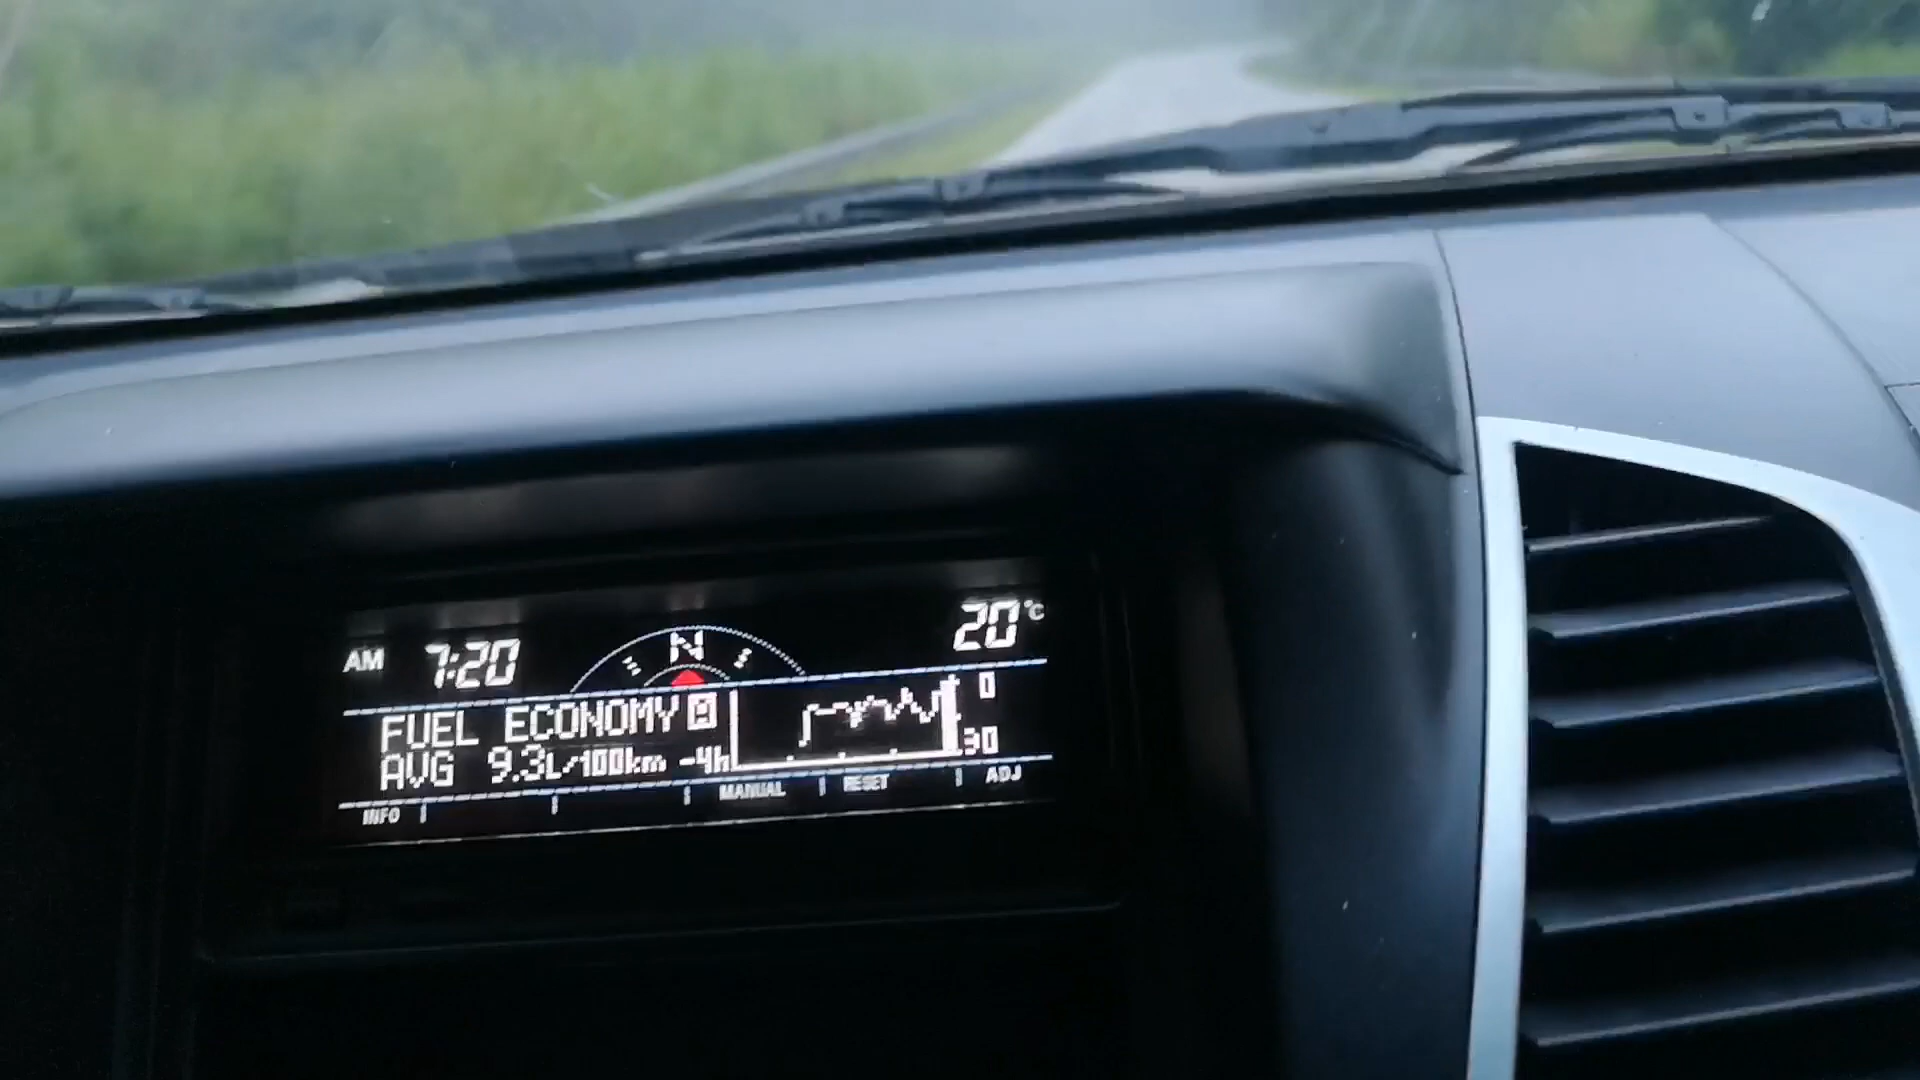 AM 7:20 N 20°C
FUEL ECONOMY 0
AVG 9.3L/100km -4h 30
INFO MANUAL RESET ADJ